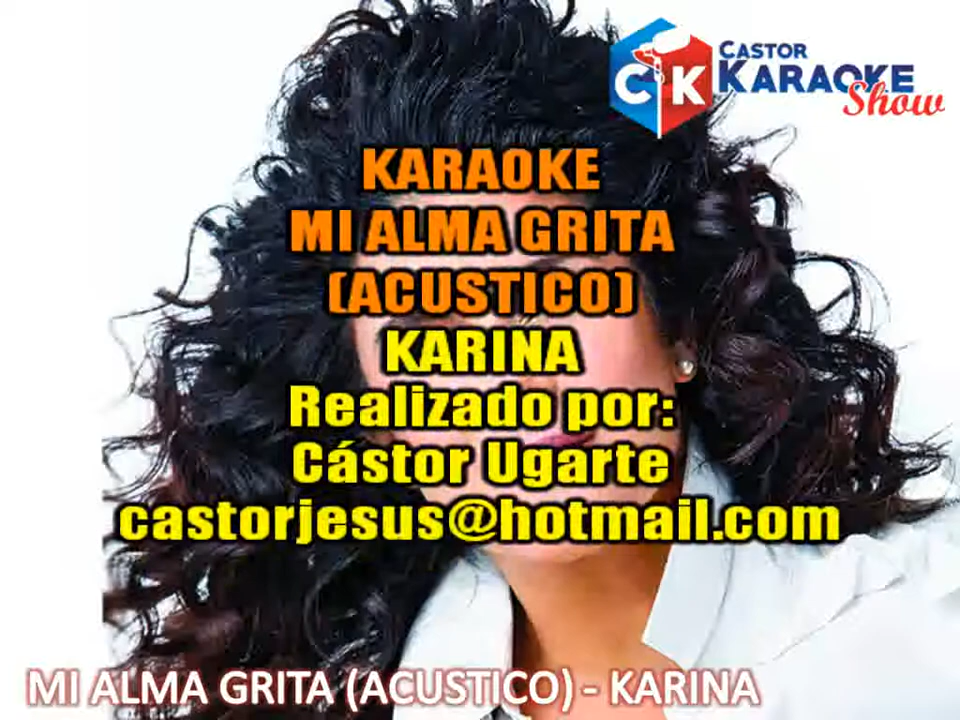 CASTOR
KARAOKE
Show
CK
KARAOKE
MI ALMA GRITA
(ACUSTICO)
KARINA
Realizado por:
Cástor Ugarte
castorjesus@hotmail.com
MI ALMA GRITA (ACUSTICO) - KARINA